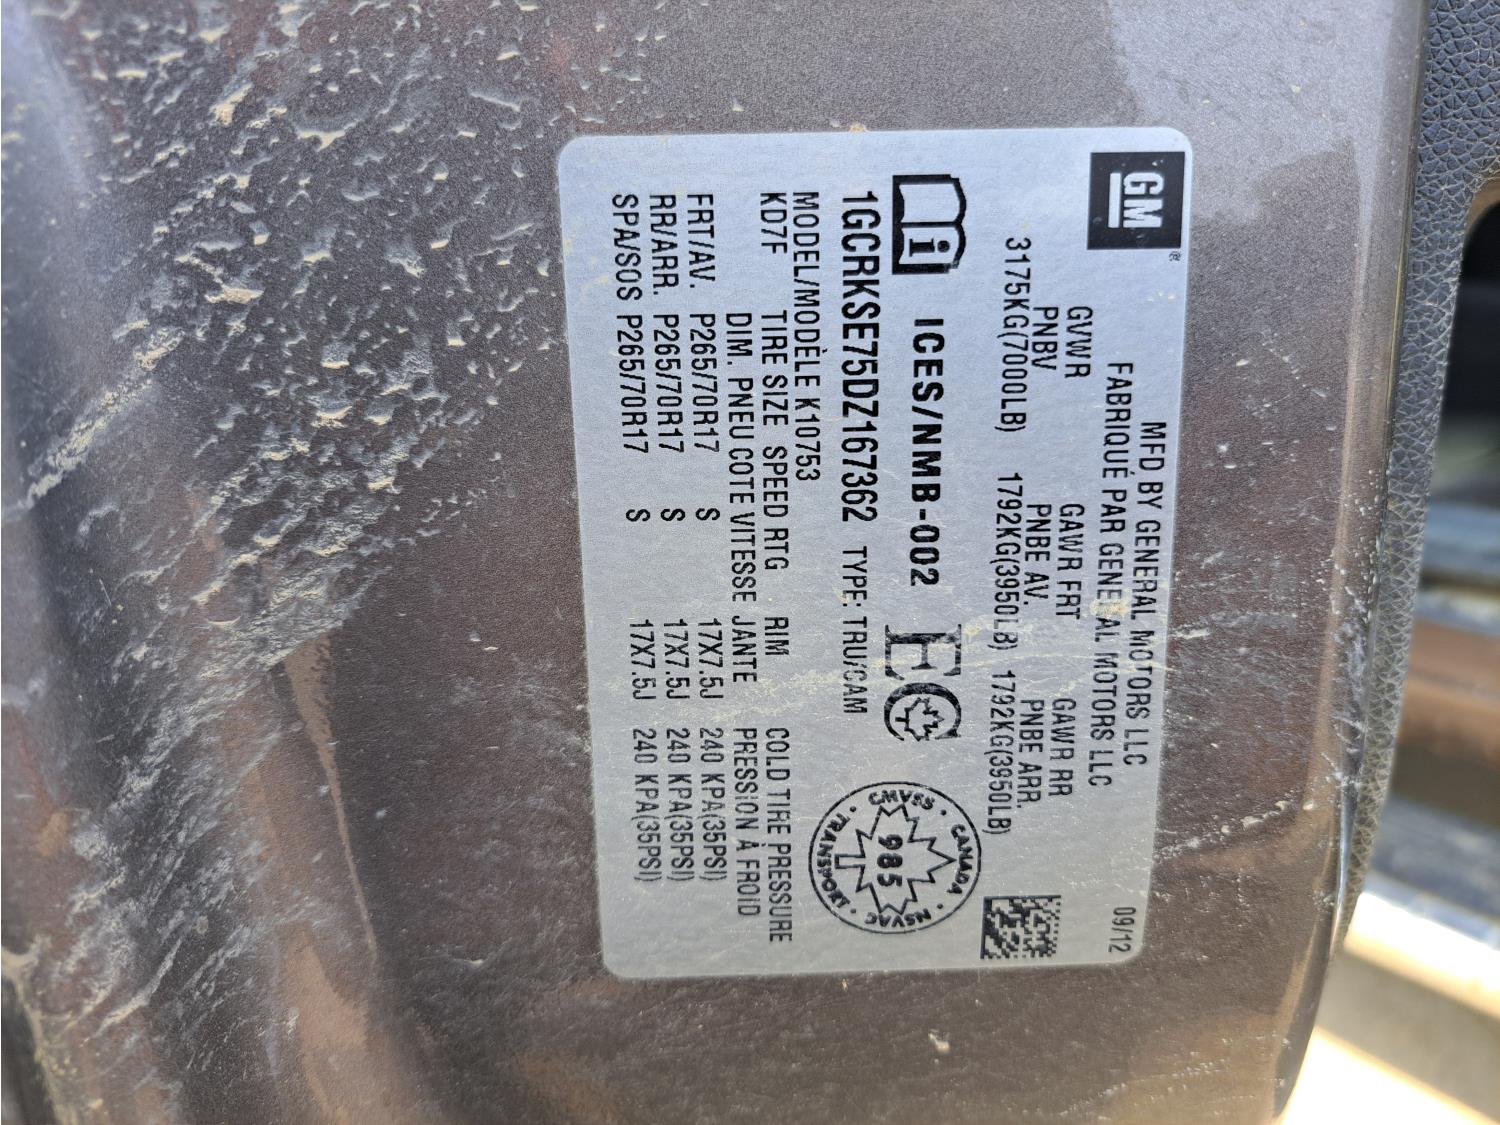 GM®
MFD BY GENERAL MOTORS LLC 09/12
FABRIQUÉ PAR GENERAL MOTORS LLC
GVWR GAWR FRT GAWR RR
PNBV PNBE AV. PNBE ARR.
3175KG(7000LB) 1792KG(3950LB) 1792KG(3950LB)
i ICES/NMB-002 EC
1GCRKSE75DZ167362 TYPE: TRU/CAM
CANADA · NSVAC · TRANSPORT · CMVSS ·
985
MODEL/MODÈLE K10753
KD7F TIRE SIZE SPEED RTG RIM COLD TIRE PRESSURE
DIM. PNEU COTE VITESSE JANTE PRESSION À FROID
FRT/AV. P265/70R17 S 17X7.5J 240 KPA(35PSI)
RR/ARR. P265/70R17 S 17X7.5J 240 KPA(35PSI)
SPA/SOS P265/70R17 S 17X7.5J 240 KPA(35PSI)